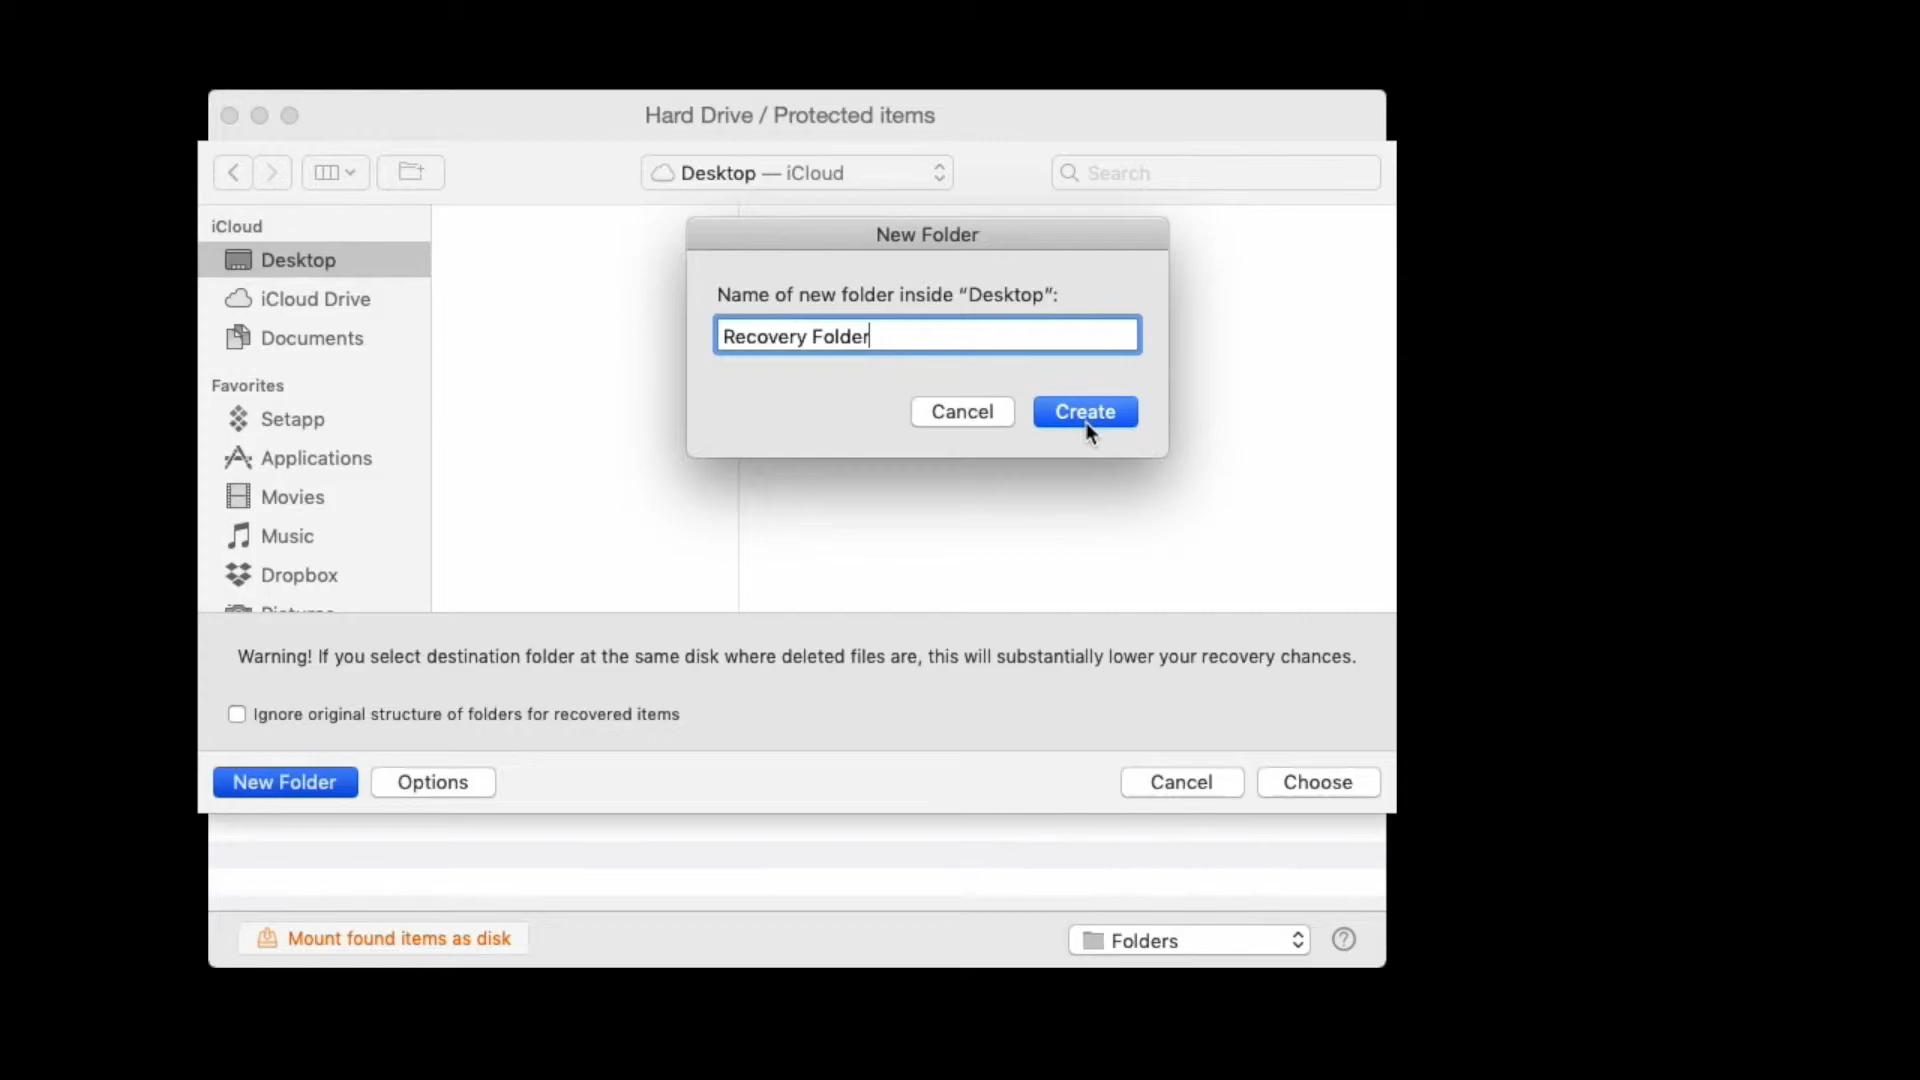 Hard Drive / Protected items
Desktop — iCloud
Search
iCloud
Desktop
iCloud Drive
Documents
Favorites
Setapp
Applications
Movies
Music
Dropbox
New Folder
Name of new folder inside “Desktop”:
Recovery Folder
Cancel
Create
Warning! If you select destination folder at the same disk where deleted files are, this will substantially lower your recovery chances.
Ignore original structure of folders for recovered items
New Folder
Options
Cancel
Choose
Mount found items as disk
Folders
?